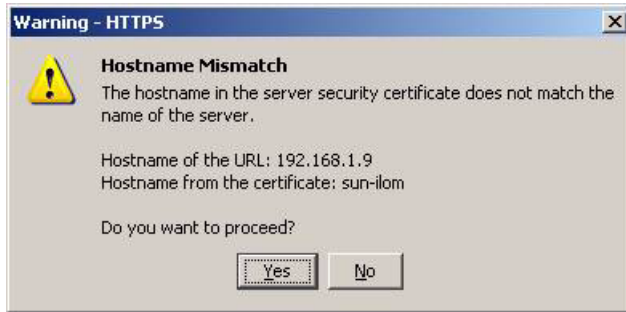 Warning - HTTPS
Hostname Mismatch
The hostname in the server security certificate does not match the
name of the server.
Hostname of the URL: 192.168.1.9
Hostname from the certificate: sun-ilom
Do you want to proceed?
Yes No